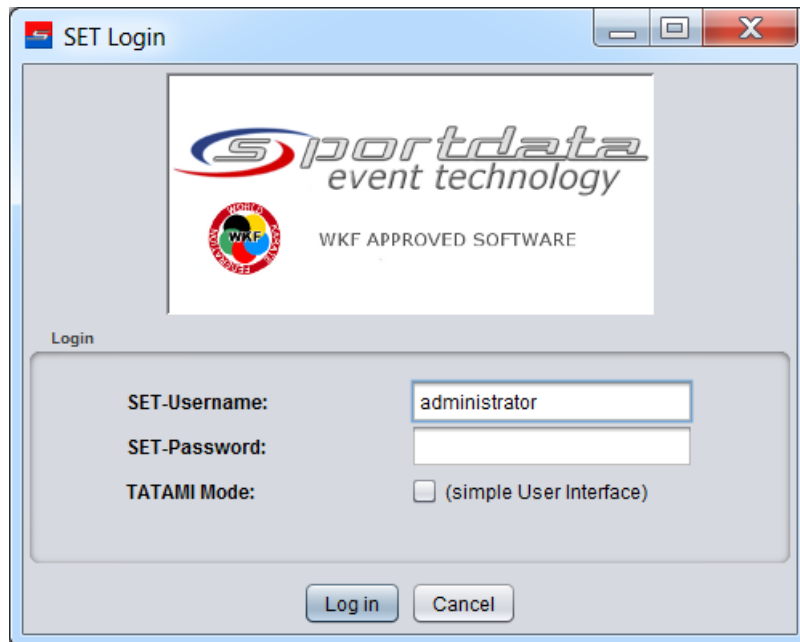 SET Login
sportdata
event technology
WORLD KARATE FEDERATION
WKF
WKF APPROVED SOFTWARE
Login
SET-Username: administrator
SET-Password:
TATAMI Mode: (simple User Interface)
Log in Cancel